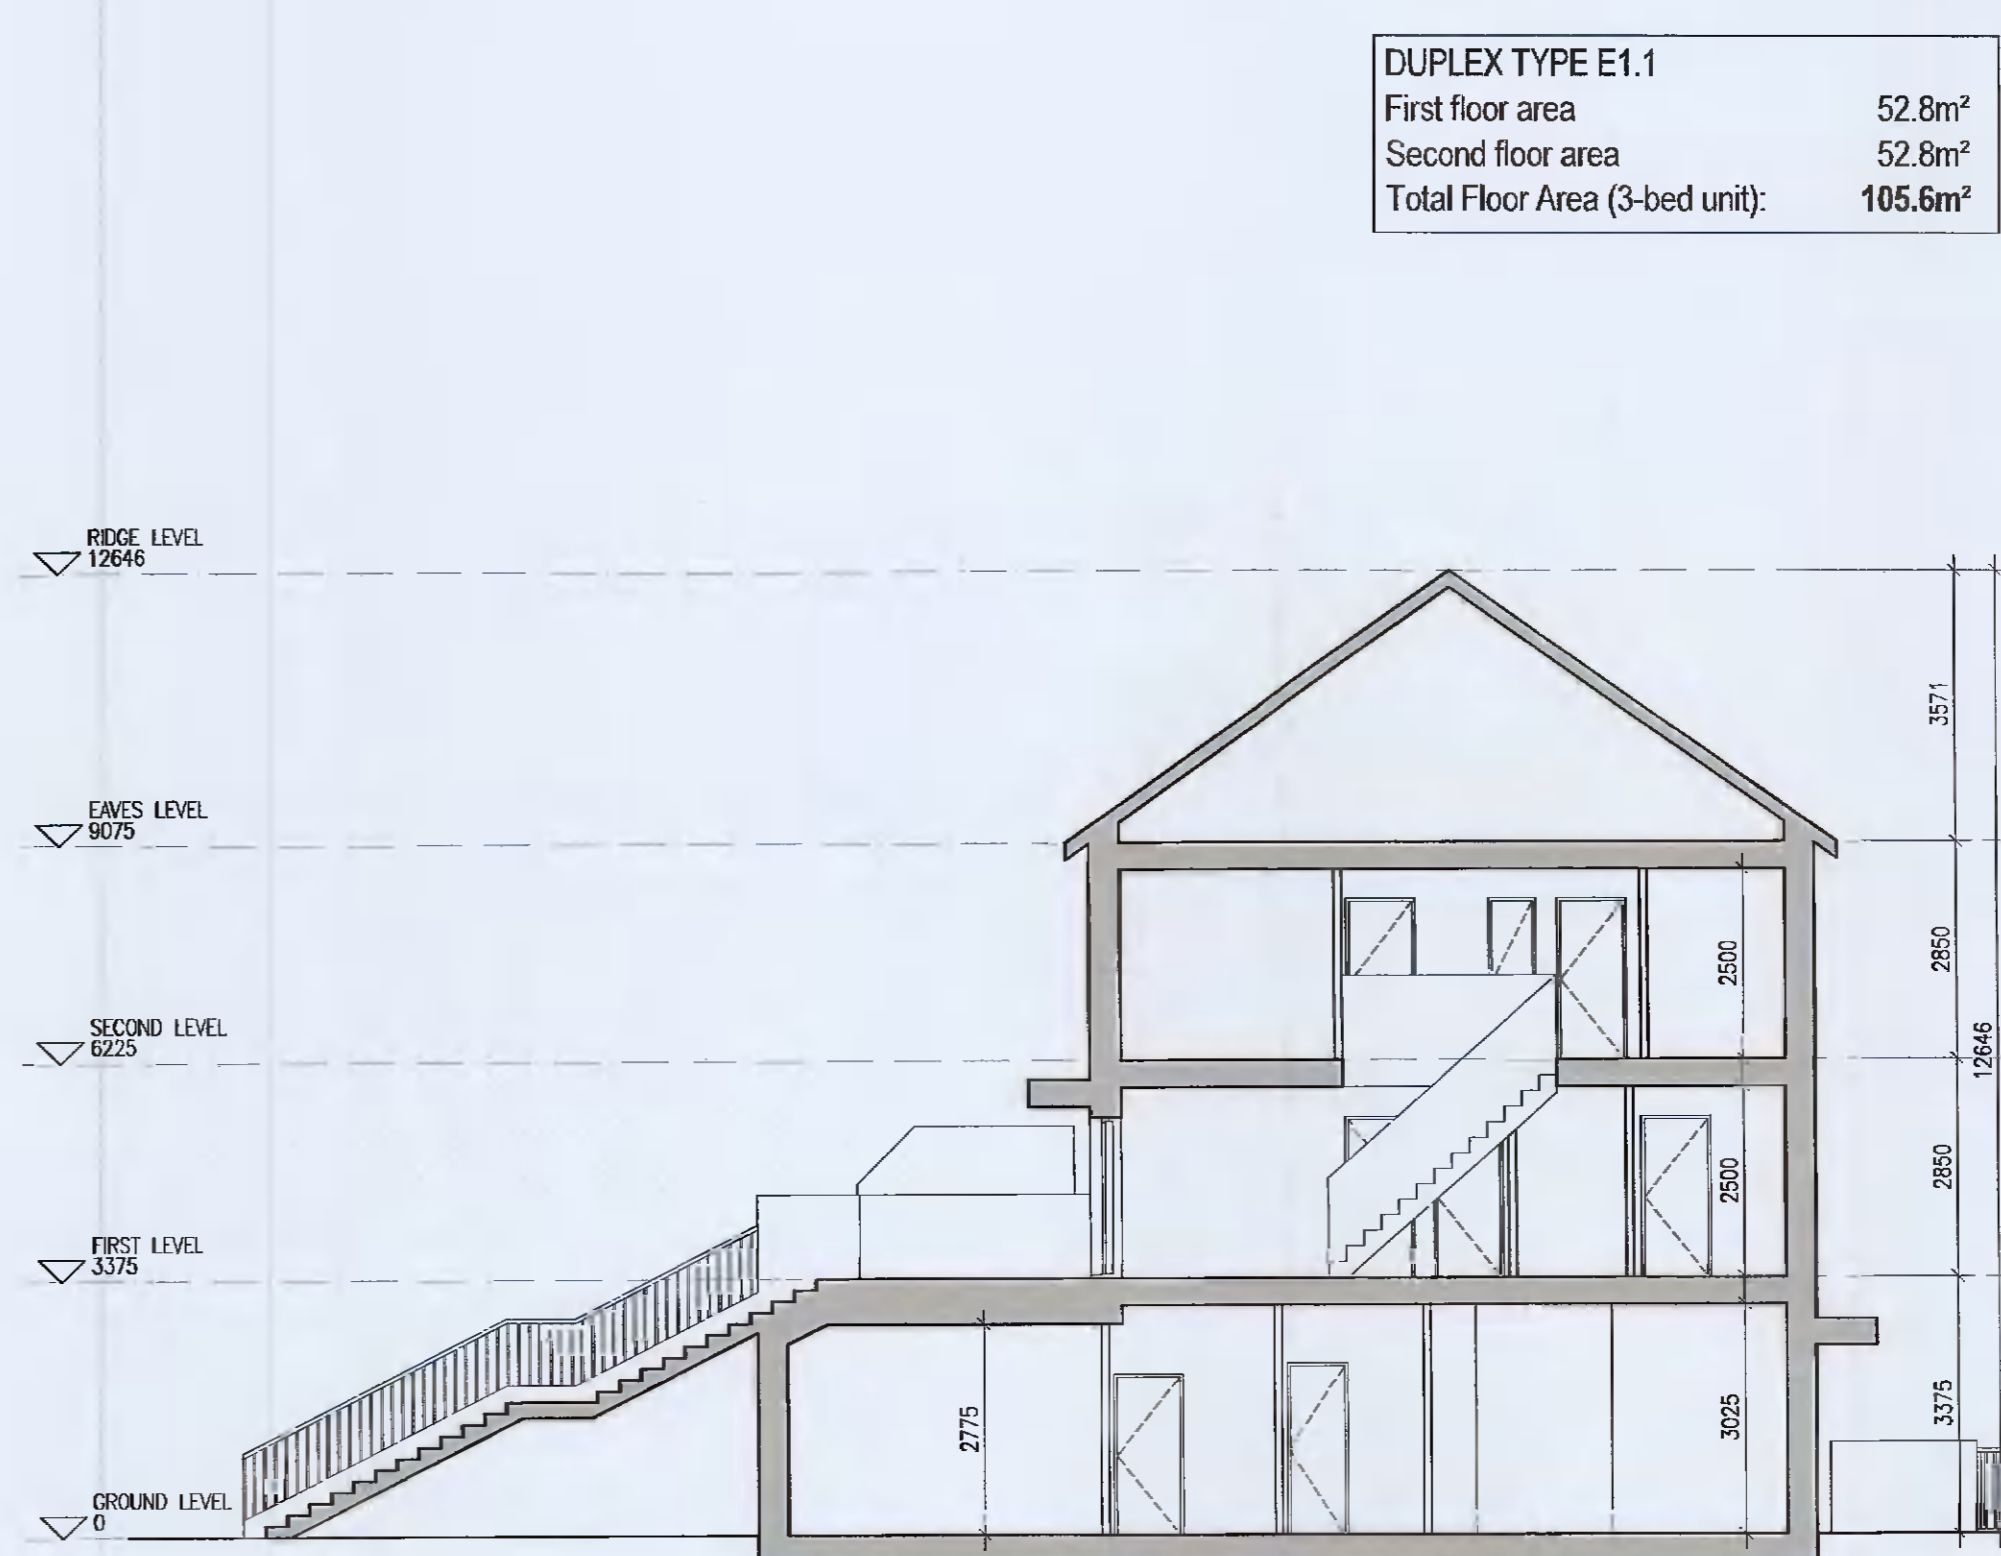 DUPLEX TYPE E1.1
First floor area 52.8m²
Second floor area 52.8m²
Total Floor Area (3-bed unit): 105.6m²
RIDGE LEVEL
12646
3571
EAVES LEVEL
9075
2500
2850
SECOND LEVEL
6225
12646
2500
2850
FIRST LEVEL
3375
2775
3025
3375
GROUND LEVEL
0